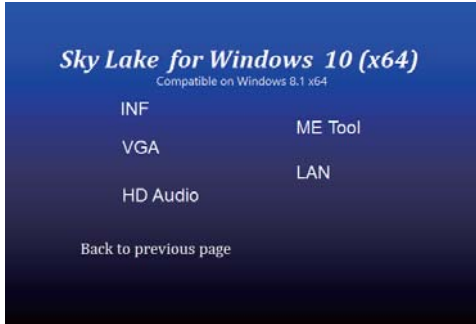 Sky Lake for Windows 10 (x64)
Compatible on Windows 8.1 x64
INF
VGA
HD Audio
ME Tool
LAN
Back to previous page